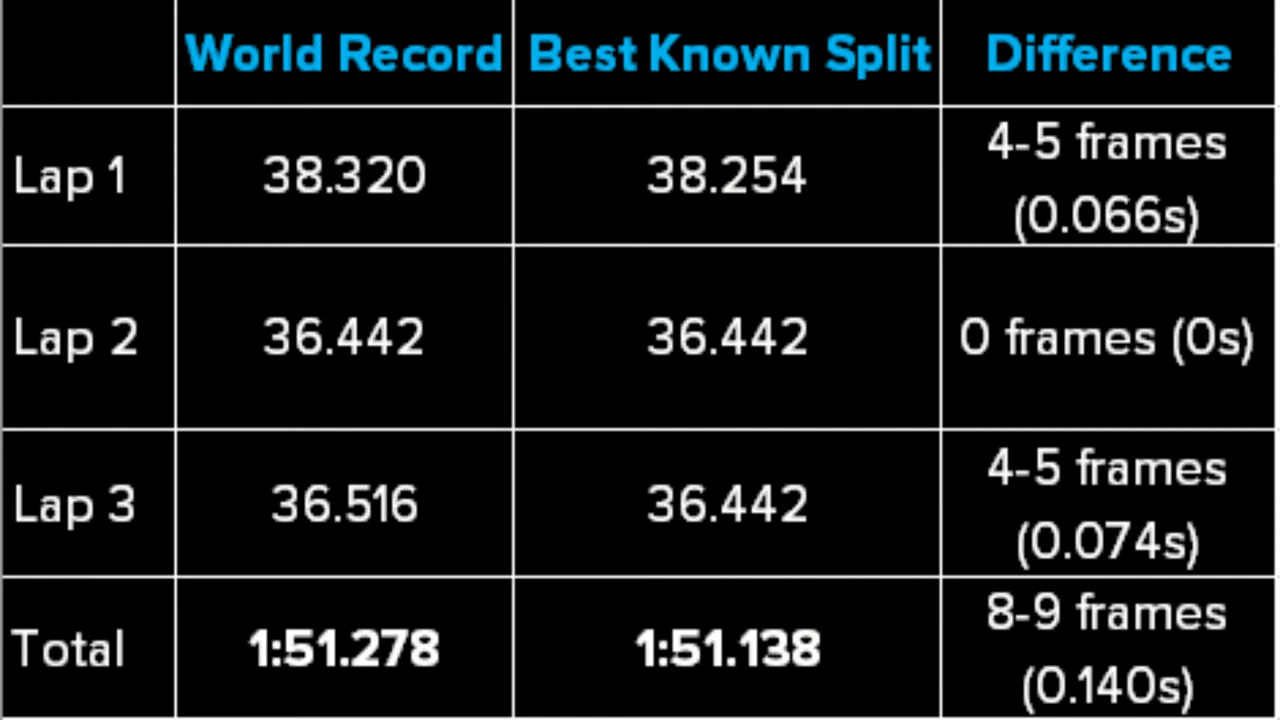 World Record Best Known Split Difference
Lap 1 38.320 38.254 4-5 frames
(0.066s)
Lap 2 36.442 36.442 0 frames (0s)
Lap 3 36.516 36.442 4-5 frames
(0.074s)
Total 1:51.278 1:51.138 8-9 frames
(0.140s)